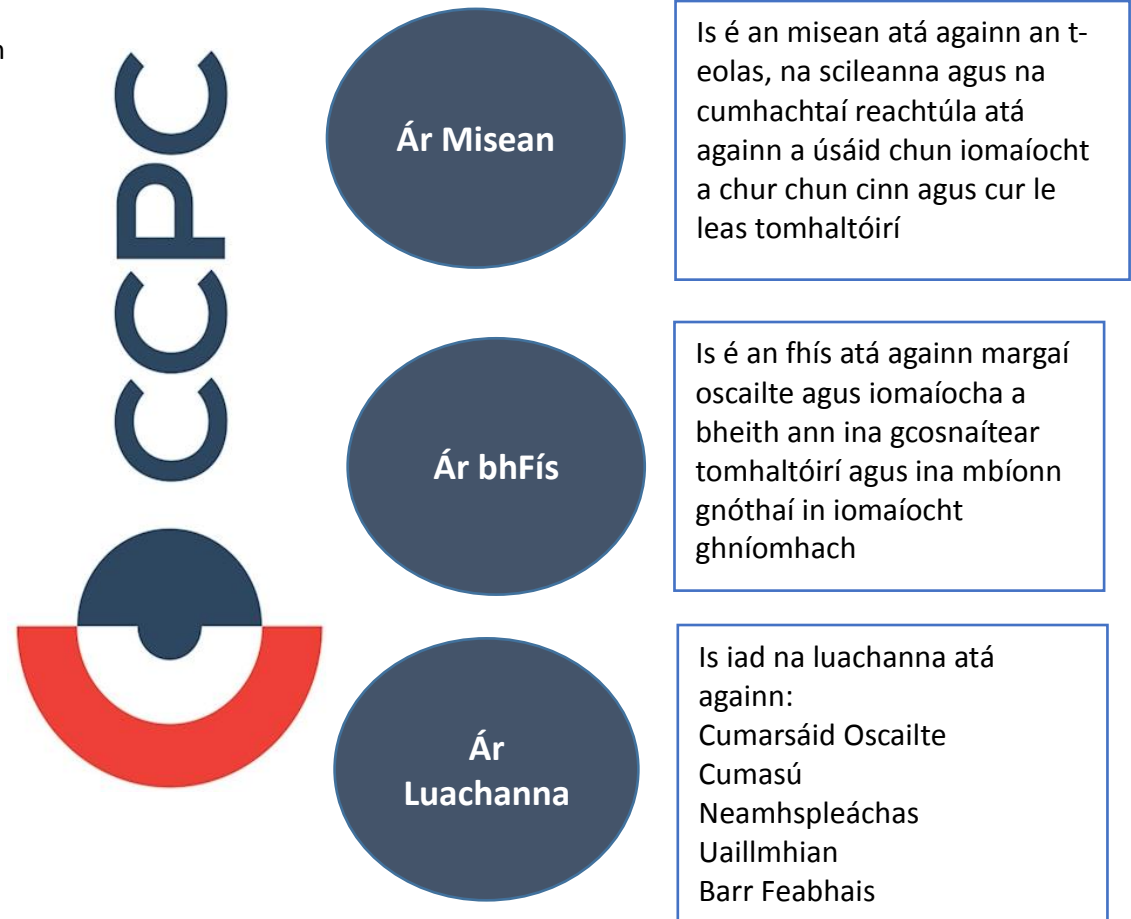 CCPC
Ár Misean
Is é an misean atá againn an t-
eolas, na scileanna agus na
cumhachtaí reachtúla atá
againn a úsáid chun iomaíocht
a chur chun cinn agus cur le
leas tomhaltóirí
Ár bhFís
Is é an fhís atá againn margaí
oscailte agus iomaíocha a
bheith ann ina gcosnaítear
tomhaltóirí agus ina mbíonn
gnóthaí in iomaíocht
ghníomhach
Ár
Luachanna
Is iad na luachanna atá
againn:
Cumarsáid Oscailte
Cumasú
Neamhspleáchas
Uaillmhian
Barr Feabhais